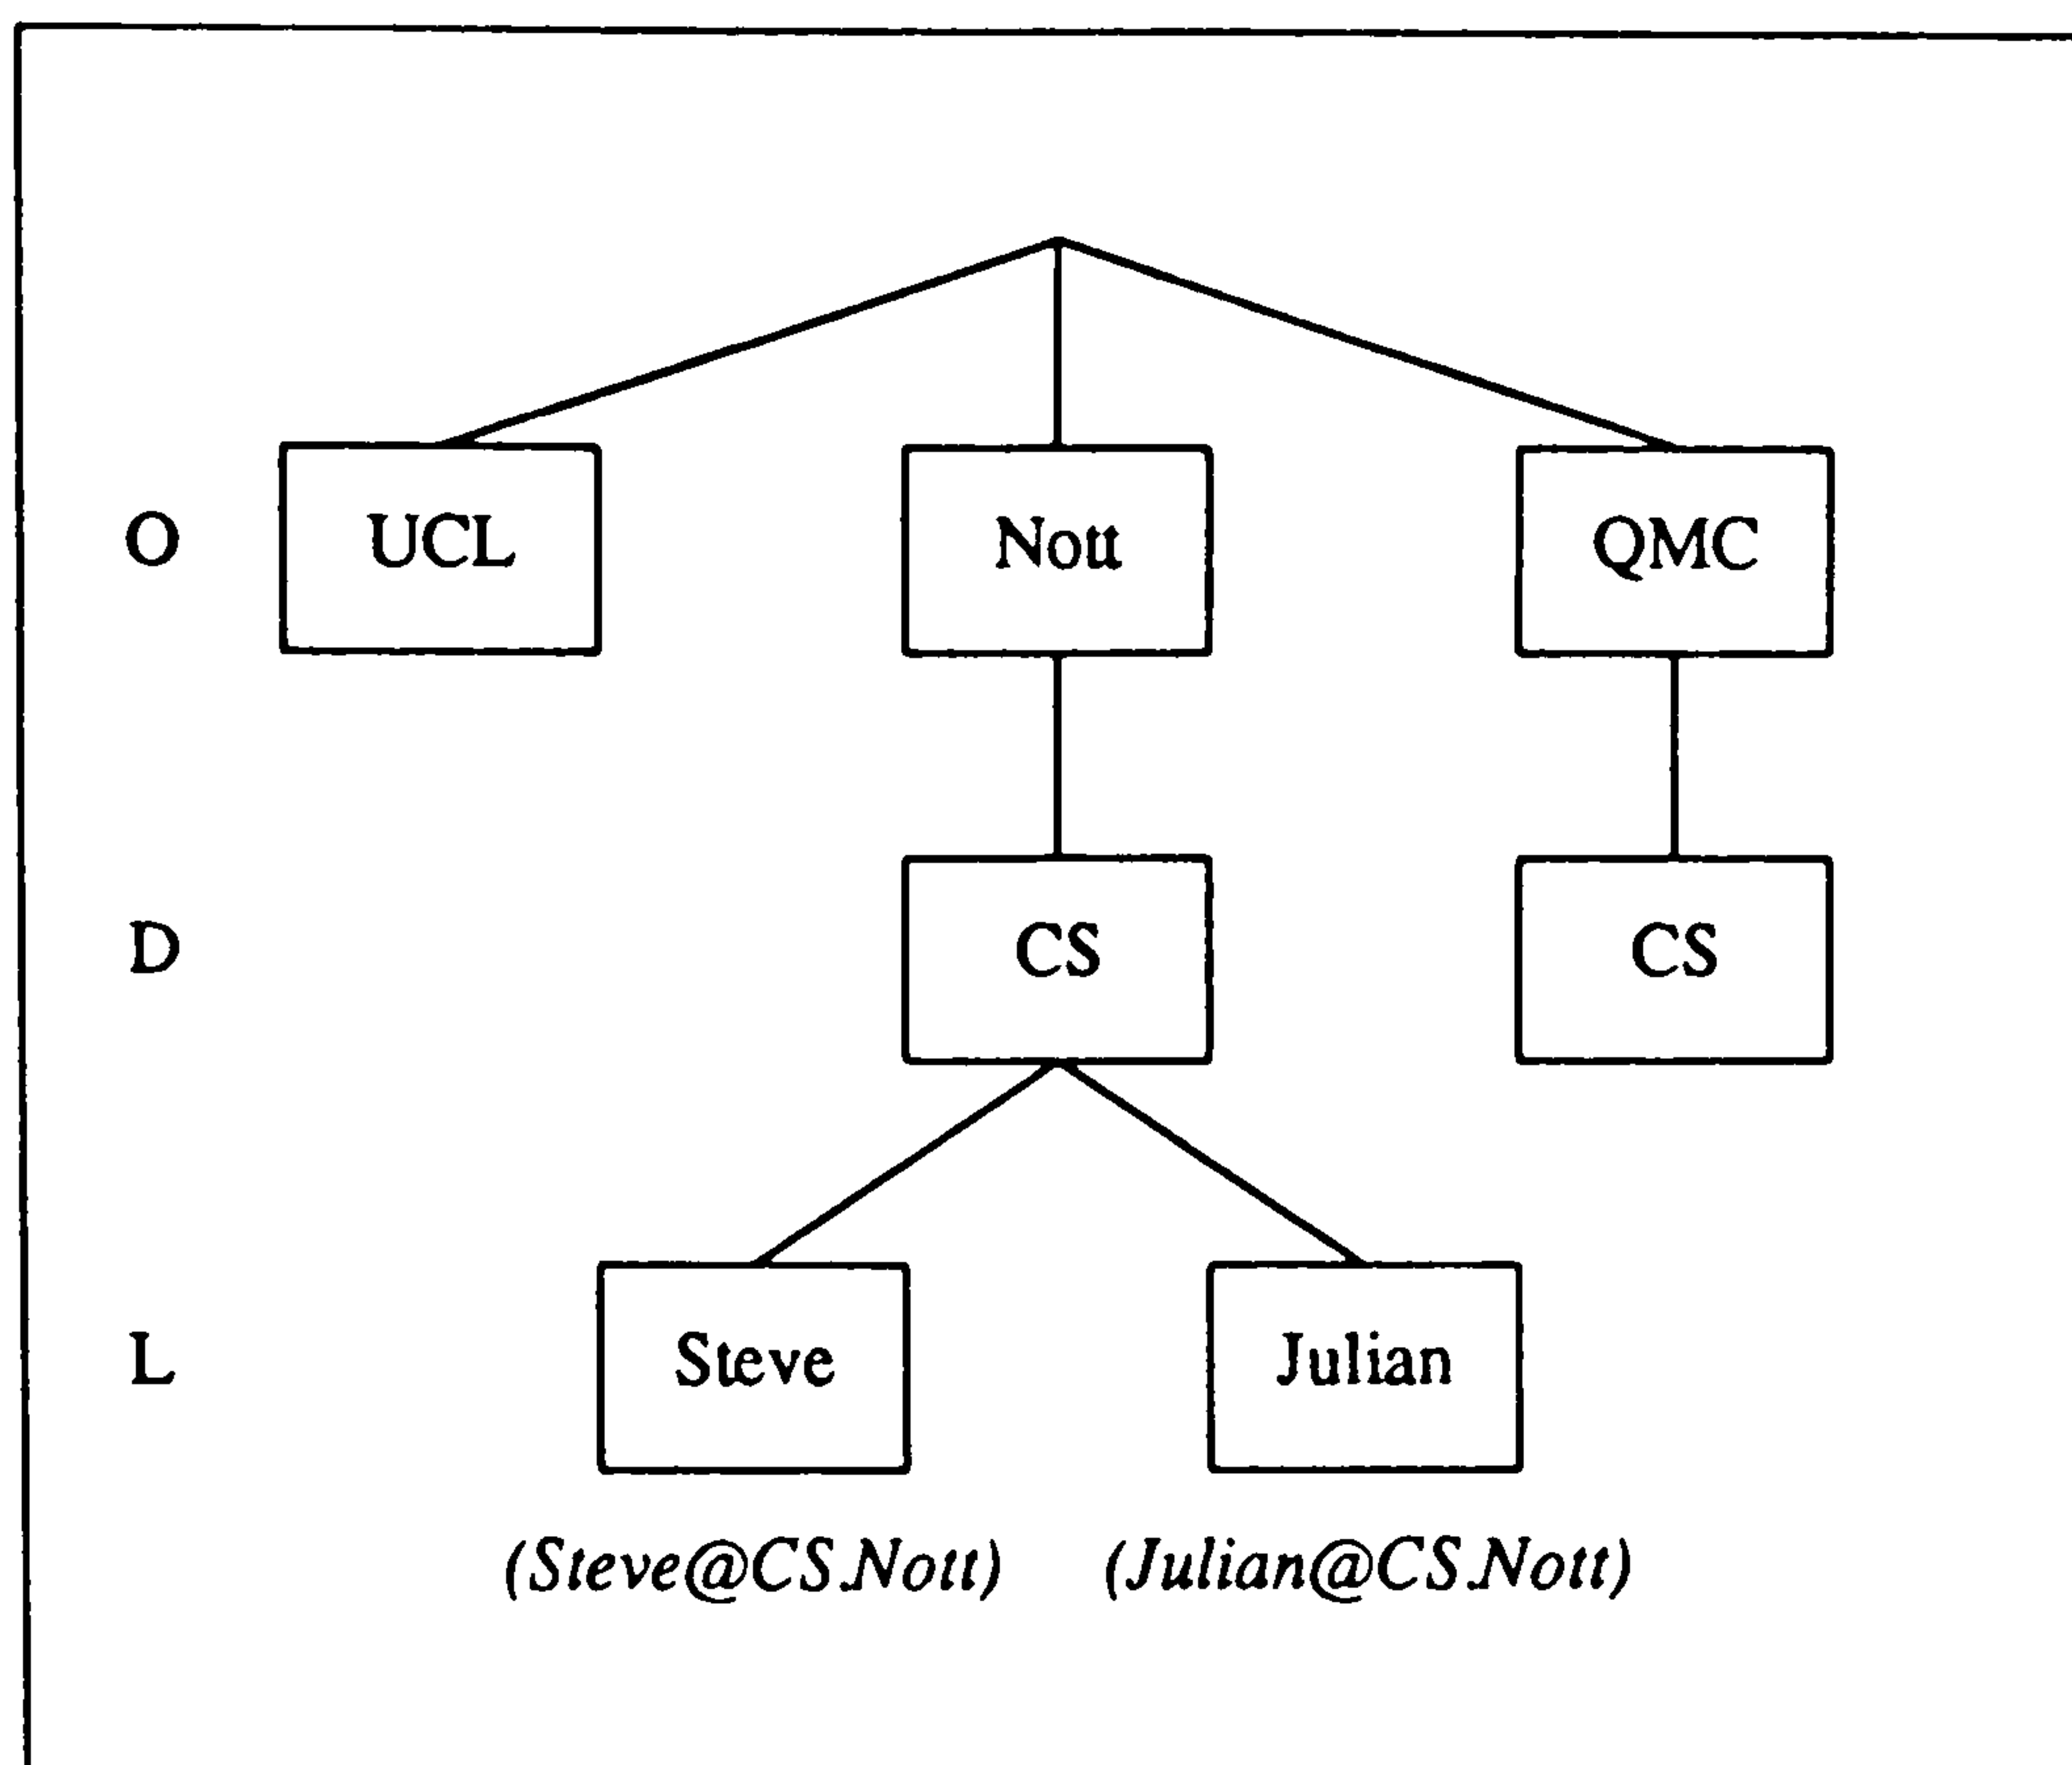 O UCL Nott QMC
D CS CS
L Steve Julian
(Steve@CS.Nott) (Julian@CS.Nott)